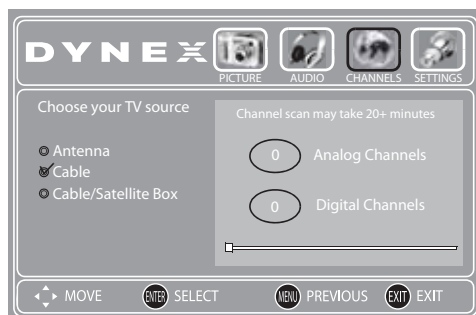 DYNEX
PICTURE AUDIO CHANNELS SETTINGS
Choose your TV source
Antenna
Cable
Cable/Satellite Box
Channel scan may take 20+ minutes
0 Analog Channels
0 Digital Channels
MOVE ENTER SELECT MENU PREVIOUS EXIT EXIT